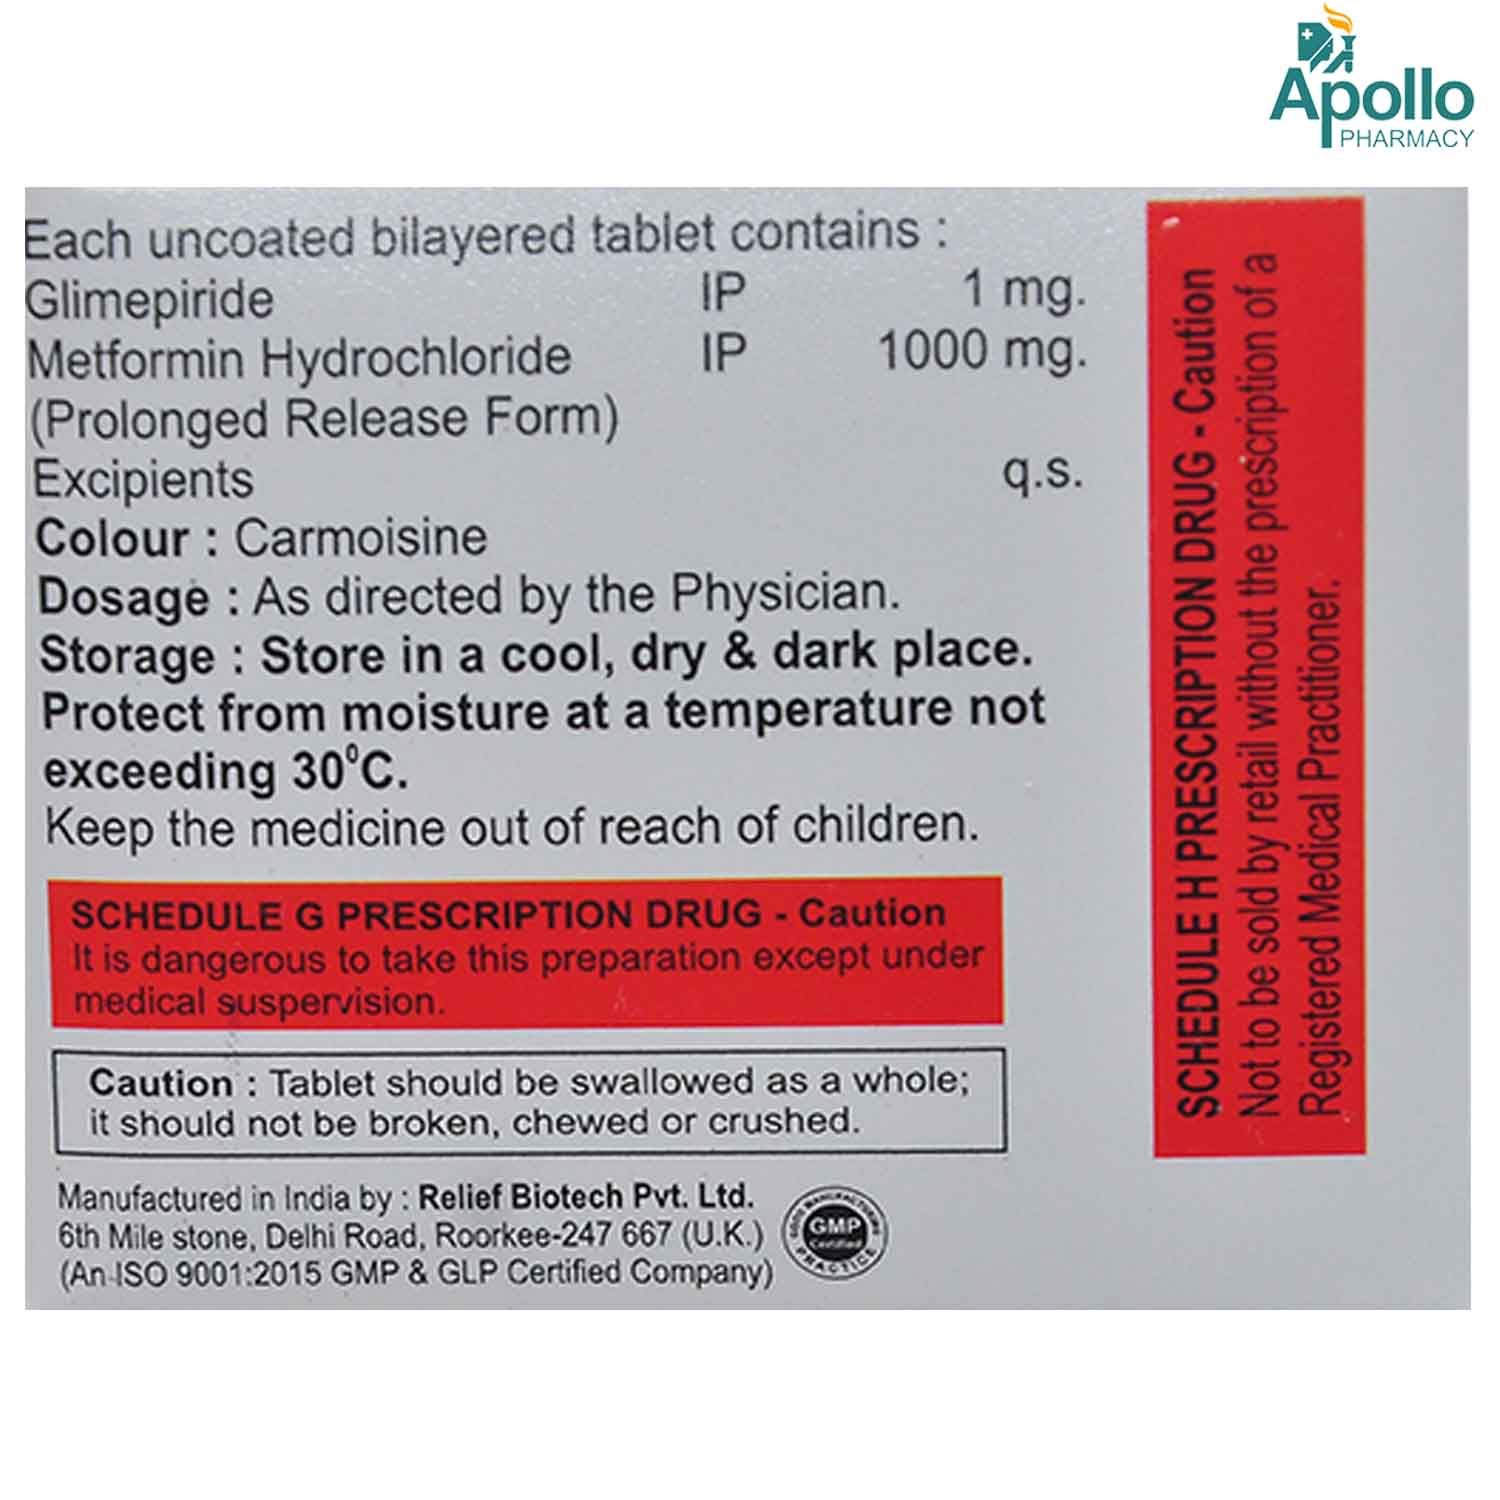 Apollo
PHARMACY
Each uncoated bilayered tablet contains :
Glimepiride IP 1 mg.
Metformin Hydrochloride IP 1000 mg.
(Prolonged Release Form)
Excipients q.s.
Colour : Carmoisine
Dosage : As directed by the Physician.
Storage : Store in a cool, dry & dark place.
Protect from moisture at a temperature not
exceeding 30⁰C.
Keep the medicine out of reach of children.
SCHEDULE G PRESCRIPTION DRUG - Caution
It is dangerous to take this preparation except under
medical suspervision.
Caution : Tablet should be swallowed as a whole;
it should not be broken, chewed or crushed.
Manufactured in India by : Relief Biotech Pvt. Ltd.
6th Mile stone, Delhi Road, Roorkee-247 667 (U.K.)
(An ISO 9001:2015 GMP & GLP Certified Company)
GOOD MANUFACTURING
GMP
Certified
PRACTICE
SCHEDULE H PRESCRIPTION DRUG - Caution
Not to be sold by retail without the prescription of a
Registered Medical Practitioner.